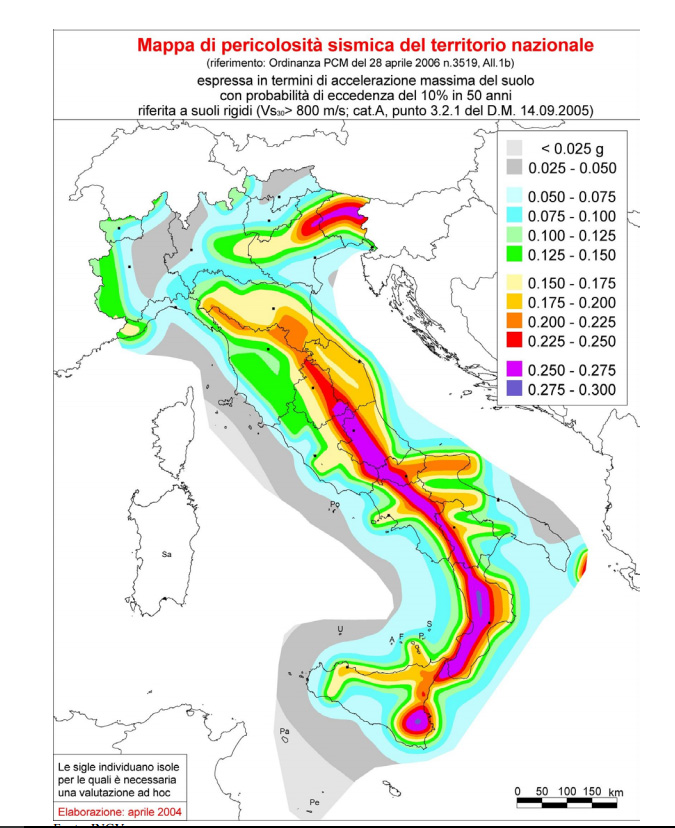 Mappa di pericolosità sismica del territorio nazionale
(riferimento: Ordinanza PCM del 28 aprile 2006 n.3519, All.1b)
espressa in termini di accelerazione massima del suolo
con probabilità di eccedenza del 10% in 50 anni
riferita a suoli rigidi (Vs₃₀> 800 m/s; cat.A, punto 3.2.1 del D.M. 14.09.2005)
< 0.025 g
0.025 - 0.050
0.050 - 0.075
0.075 - 0.100
0.100 - 0.125
0.125 - 0.150
0.150 - 0.175
0.175 - 0.200
0.200 - 0.225
0.225 - 0.250
0.250 - 0.275
0.275 - 0.300
Po
Sa
U
S
A F P
Pa
Pe
Le sigle individuano isole
per le quali è necessaria
una valutazione ad hoc
Elaborazione: aprile 2004
0 50 100 150 km